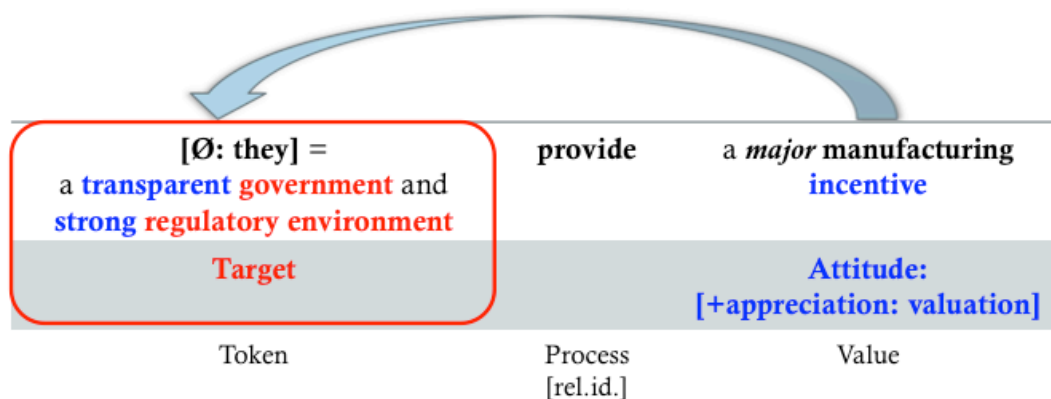 [Ø: they] =
a transparent government and
strong regulatory environment
provide
a major manufacturing
incentive
Target
Attitude:
[+appreciation: valuation]
Token
Process
[rel.id.]
Value